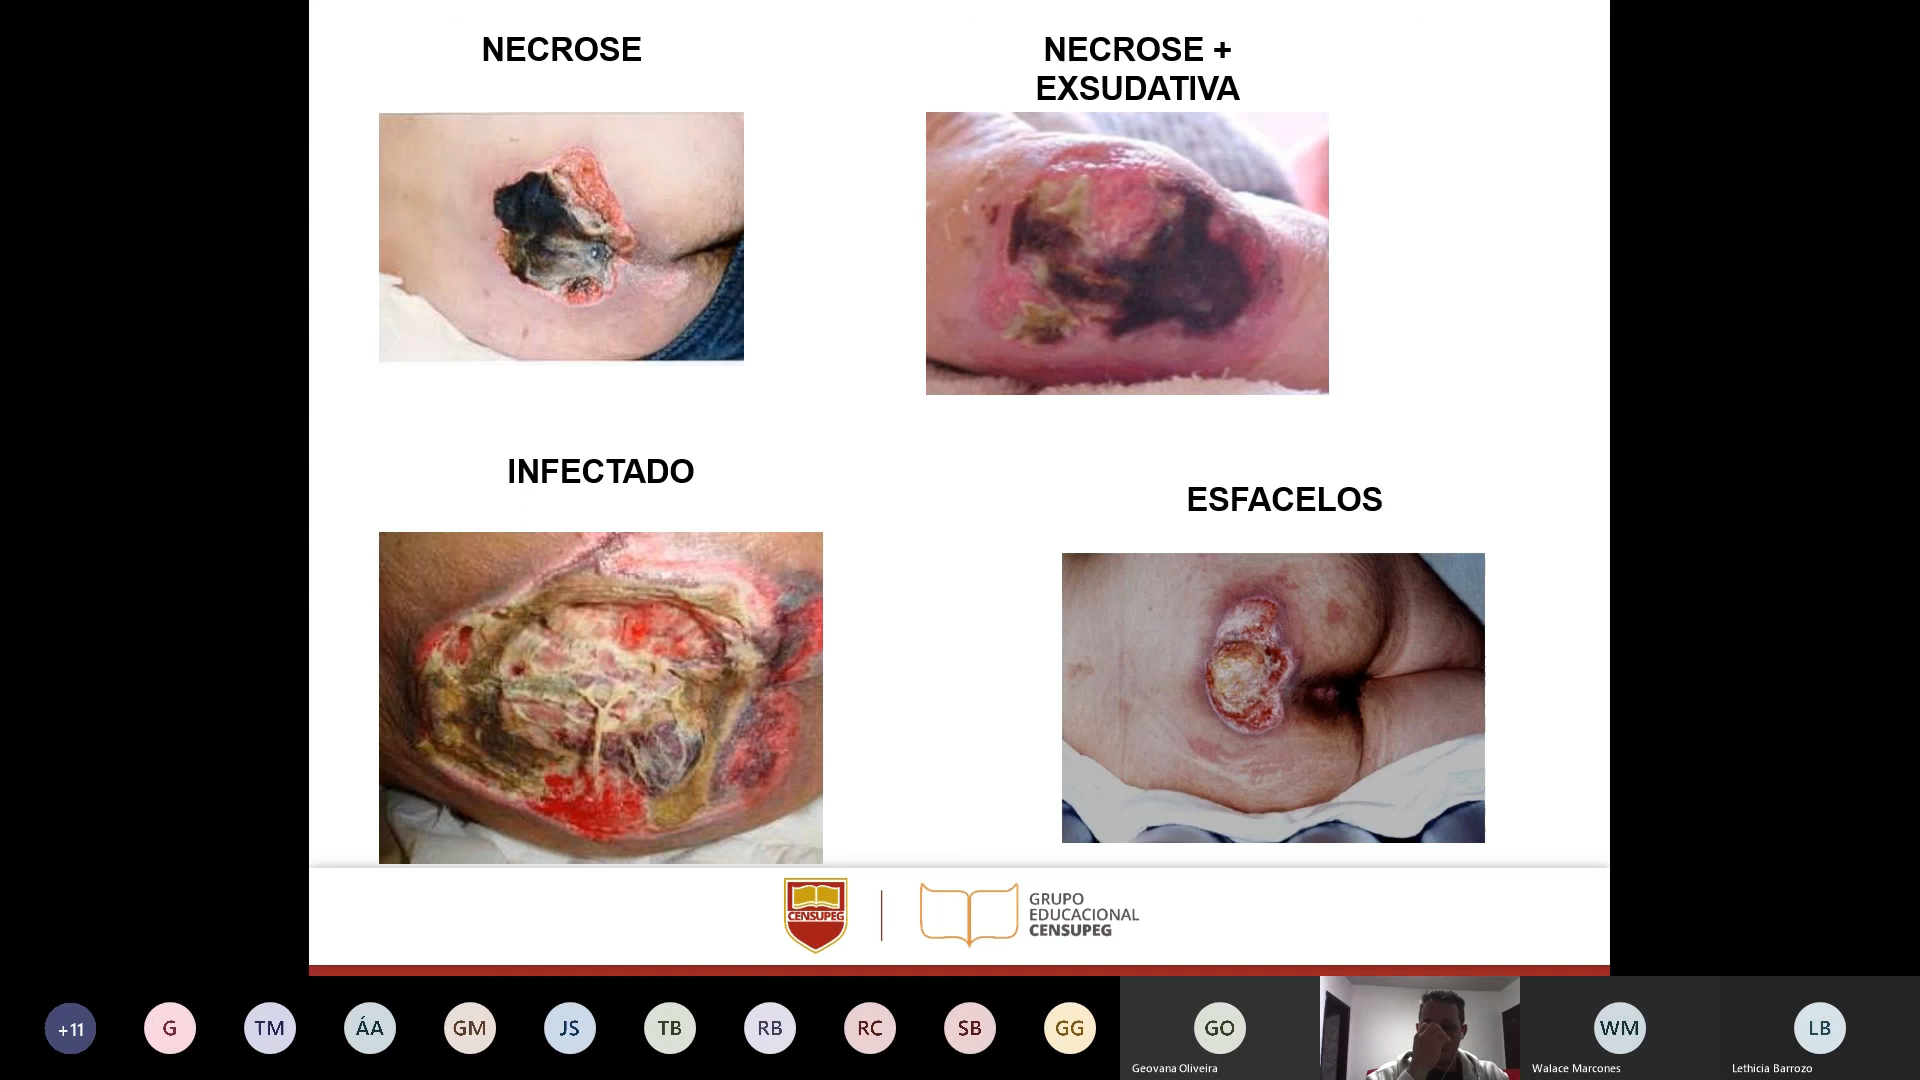 NECROSE
NECROSE +
EXSUDATIVA
INFECTADO
ESFACELOS
CENSUPEG
GRUPO
EDUCACIONAL
CENSUPEG
+11
G
TM
ÁA
GM
JS
TB
RB
RC
SB
GG
GO
WM
LB
Geovana Oliveira
Walace Marcones
Lethicia Barrozo